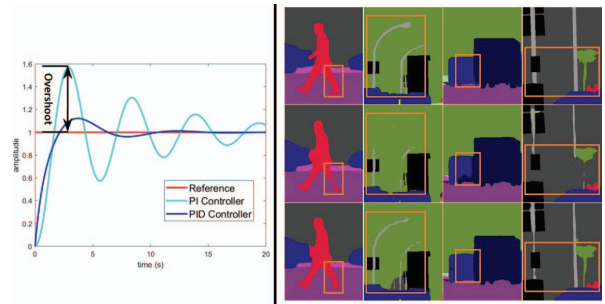 1.6
1.4
1.2
1
0.8
0.6
0.4
0.2
0
amplitude
Overshoot
Reference
PI Controller
PID Controller
0
5
10
15
20
time (s)